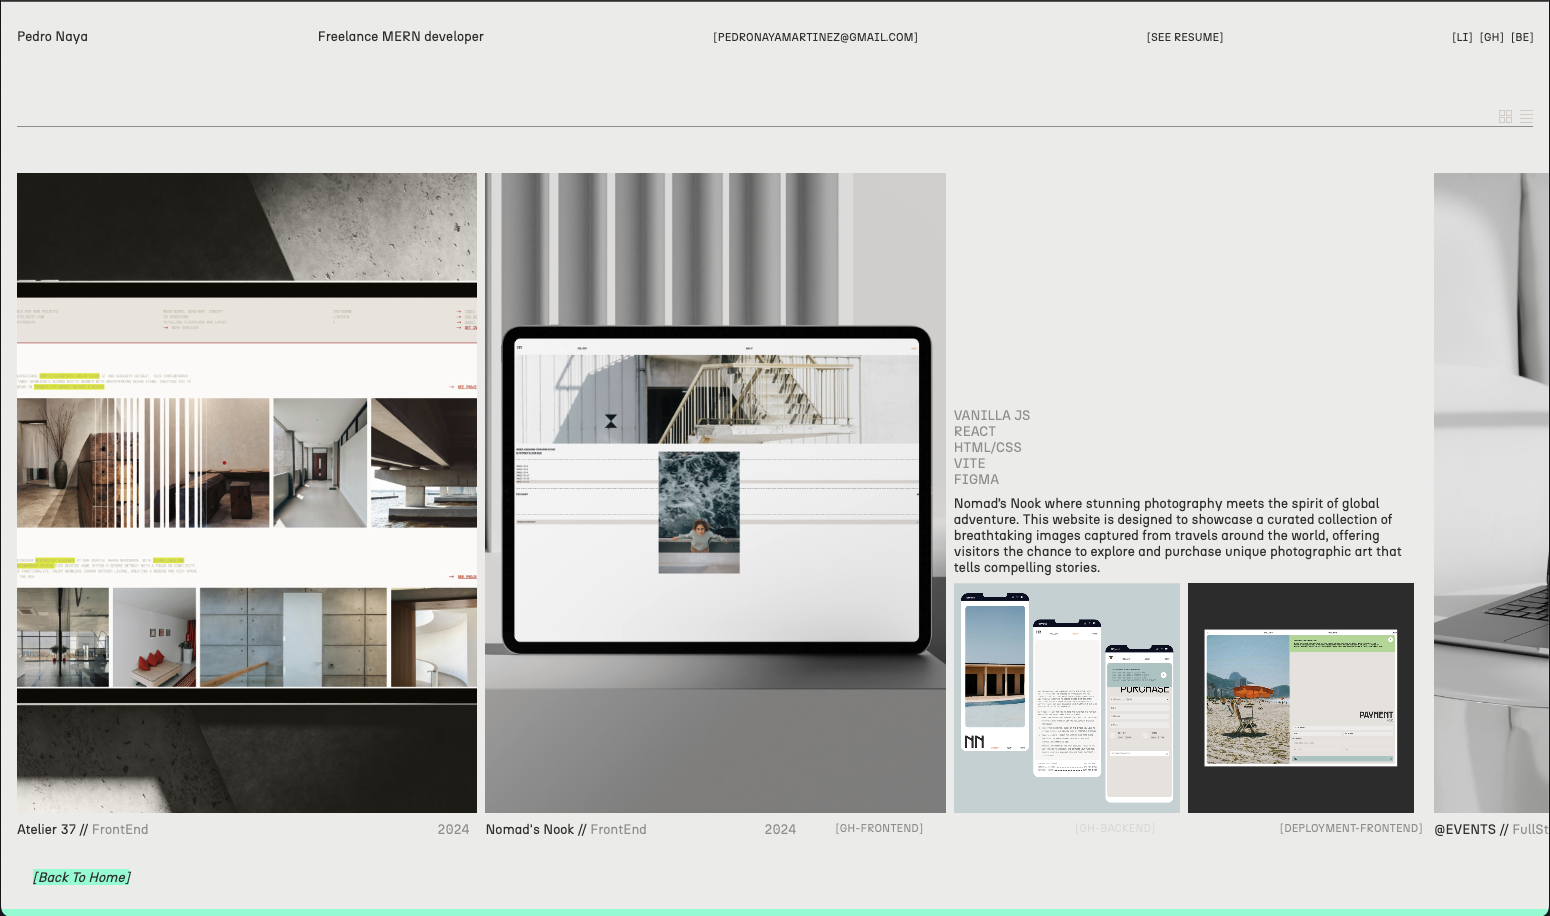 Pedro Naya
Freelance MERN developer
[PEDRONAYAMARTINEZ@GMAIL.COM]
[SEE RESUME]
[LI] [GH] [BE]
VANILLA JS
REACT
HTML/CSS
VITE
FIGMA
Nomad's Nook where stunning photography meets the spirit of global
adventure. This website is designed to showcase a curated collection of
breathtaking images captured from travels around the world, offering
visitors the chance to explore and purchase unique photographic art that
tells compelling stories.
PURCHASE
NN
PAYMENT
Atelier 37 // FrontEnd
2024
Nomad's Nook // FrontEnd
2024
[GH-FRONTEND]
[GH-BACKEND]
[DEPLOYMENT-FRONTEND]
@EVENTS // FullSt
[Back To Home]